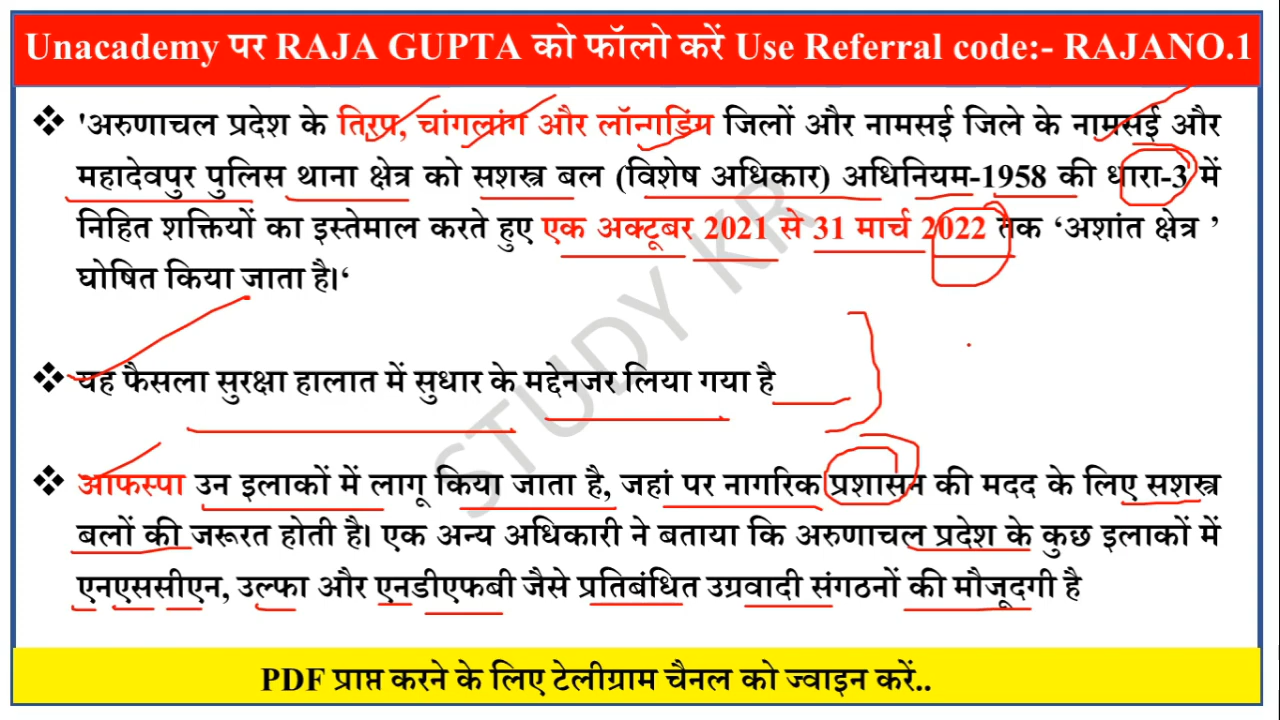 Unacademy पर RAJA GUPTA को फॉलो करें Use Referral code:- RAJANO.1
❖ 'अरुणाचल प्रदेश के तिरप, चांगलांग और लॉन्गडिंग जिलों और नामसई जिले के नामसई और
महादेवपुर पुलिस थाना क्षेत्र को सशस्त्र बल (विशेष अधिकार) अधिनियम-1958 की धारा-3 में
निहित शक्तियों का इस्तेमाल करते हुए एक अक्टूबर 2021 से 31 मार्च 2022 तक ‘अशांत क्षेत्र ’
घोषित किया जाता है।‘
❖ यह फैसला सुरक्षा हालात में सुधार के मद्देनजर लिया गया है
❖ आफस्पा उन इलाकों में लागू किया जाता है, जहां पर नागरिक प्रशासन की मदद के लिए सशस्त्र
बलों की जरूरत होती है। एक अन्य अधिकारी ने बताया कि अरुणाचल प्रदेश के कुछ इलाकों में
एनएससीएन, उल्फा और एनडीएफबी जैसे प्रतिबंधित उग्रवादी संगठनों की मौजूदगी है
STUDY KR
PDF प्राप्त करने के लिए टेलीग्राम चैनल को ज्वाइन करें..